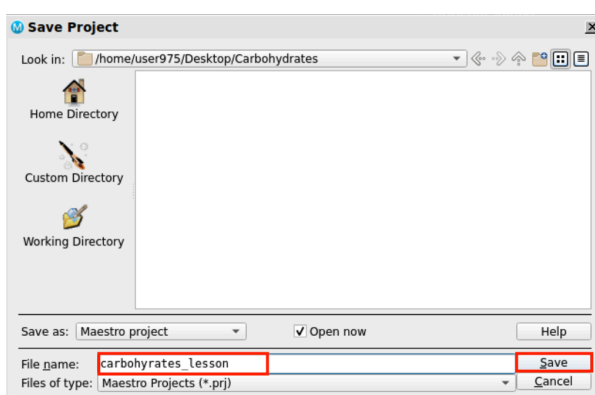 Save Project
Look in: /home/user975/Desktop/Carbohydrates
Home Directory
Custom Directory
Working Directory
Save as: Maestro project Open now Help
File name: carbohyrates_lesson Save
Files of type: Maestro Projects (*.prj) Cancel